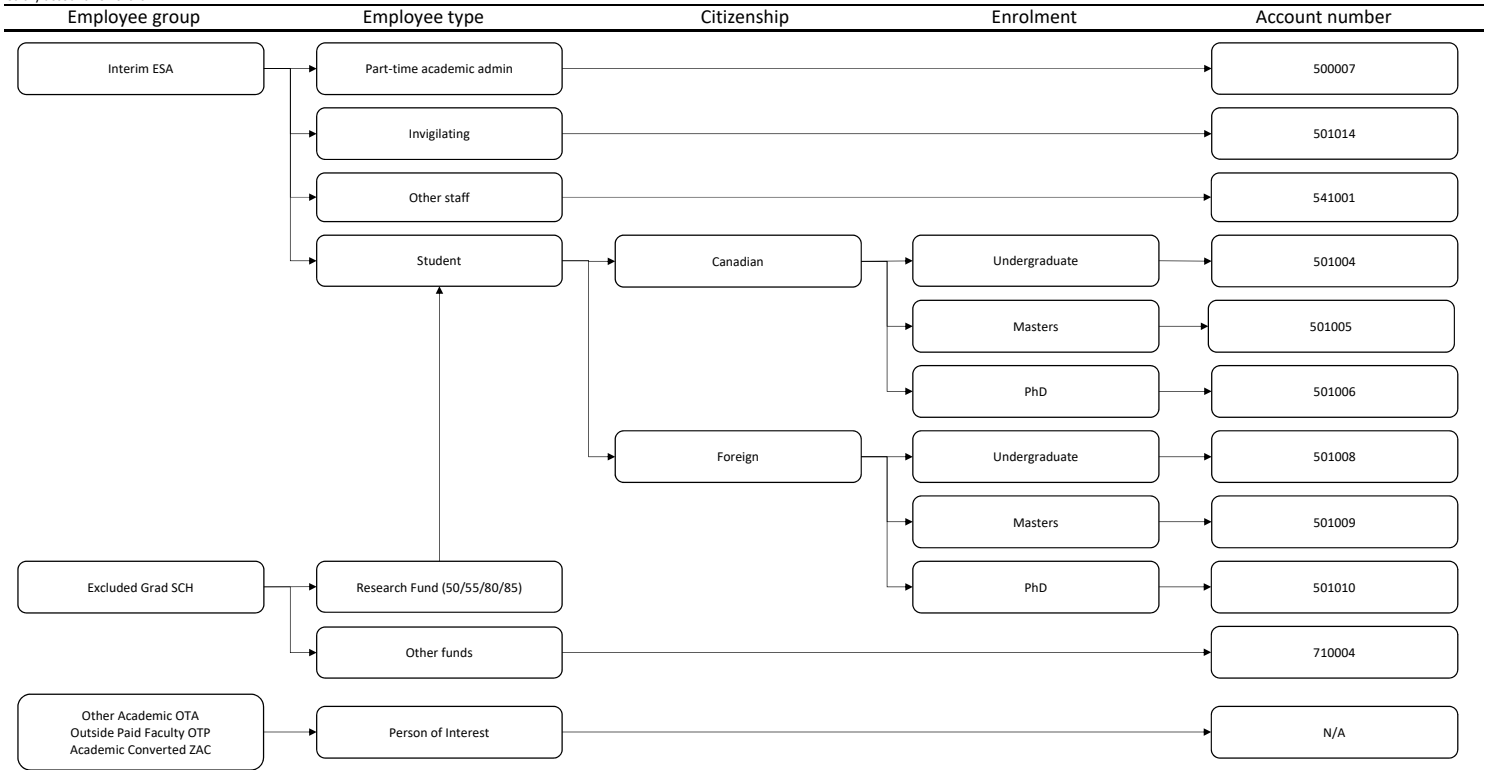 Employee group Employee type Citizenship Enrolment Account number
Interim ESA Part-time academic admin 500007
Invigilating 501014
Other staff 541001
Student Canadian Undergraduate 501004
Masters 501005
PhD 501006
Foreign Undergraduate 501008
Masters 501009
Excluded Grad SCH Research Fund (50/55/80/85) PhD 501010
Other funds 710004
Other Academic OTA
Outside Paid Faculty OTP
Academic Converted ZAC
Person of Interest N/A